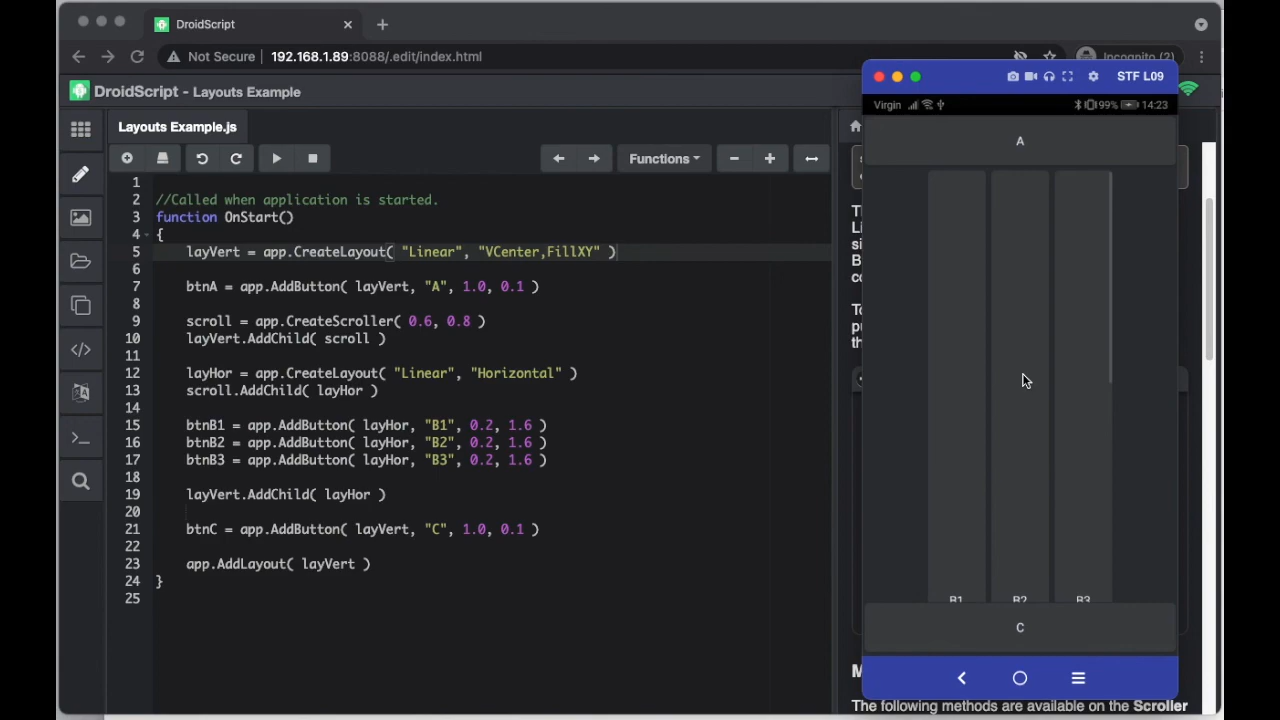 DroidScript
Not Secure
192.168.1.89:8088/.edit/index.html
Incognito (2)
DroidScript - Layouts Example
STF L09
Virgin
99%
14:23
Layouts Example.js
Functions
A
1
2 //Called when application is started.
3 function OnStart()
4 {
5 layVert = app.CreateLayout( "Linear", "VCenter,FillXY" )
6
7 btnA = app.AddButton( layVert, "A", 1.0, 0.1 )
8
9 scroll = app.CreateScroller( 0.6, 0.8 )
10 layVert.AddChild( scroll )
11
12 layHor = app.CreateLayout( "Linear", "Horizontal" )
13 scroll.AddChild( layHor )
14
15 btnB1 = app.AddButton( layHor, "B1", 0.2, 1.6 )
16 btnB2 = app.AddButton( layHor, "B2", 0.2, 1.6 )
17 btnB3 = app.AddButton( layHor, "B3", 0.2, 1.6 )
18
19 layVert.AddChild( layHor )
20
21 btnC = app.AddButton( layVert, "C", 1.0, 0.1 )
22
23 app.AddLayout( layVert )
24 }
25
B1 B2 B3
C
The following methods are available on the Scroller